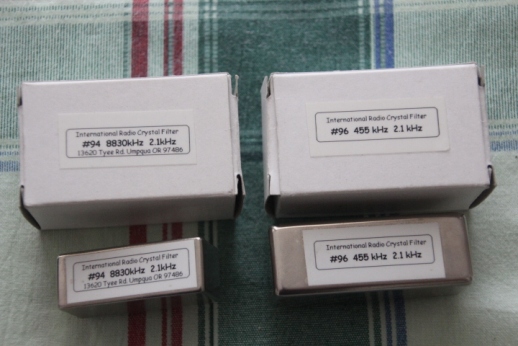 International Radio Crystal Filter
#94 8830kHz 2.1kHz
13620 Tyee Rd. Umpqua OR 97486
International Radio Crystal Filter
#96 455 kHz 2.1 kHz
International Radio Crystal Filter
#94 8830kHz 2.1kHz
13620 Tyee Rd. Umpqua OR 97486
International Radio Crystal Filter
#96 455 kHz 2.1 kHz